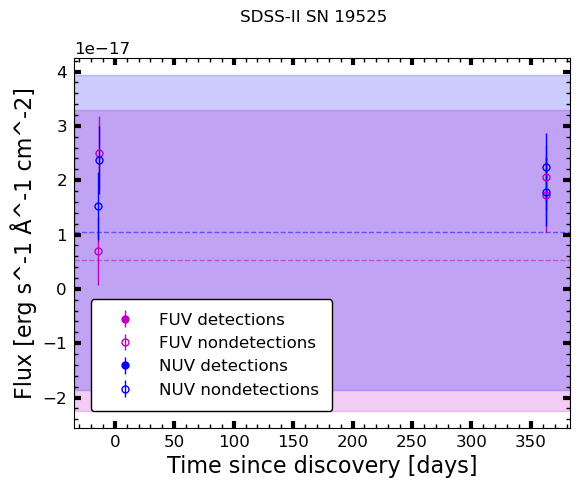 SDSS-II SN 19525
1e−17
4
3
2
1
0
−1
−2
Flux [erg s^-1 Å^-1 cm^-2]
FUV detections
FUV nondetections
NUV detections
NUV nondetections
0 50 100 150 200 250 300 350
Time since discovery [days]